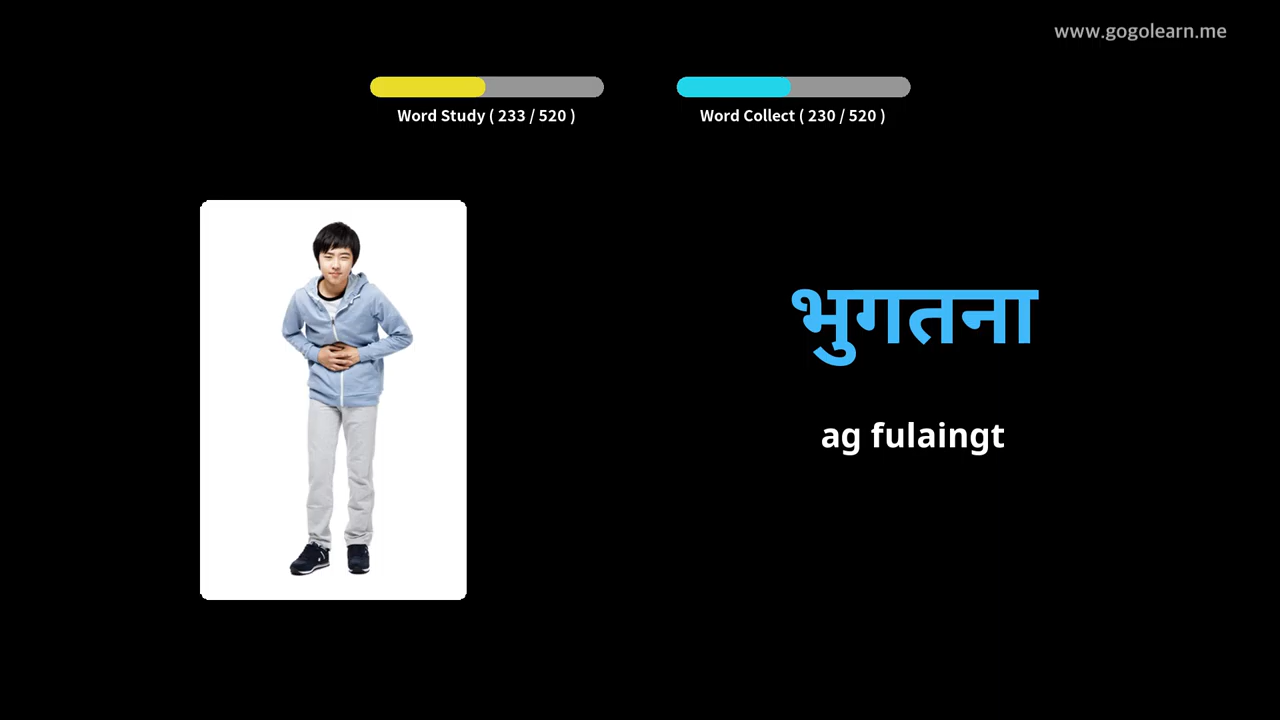 www.gogolearn.me
Word Study ( 233 / 520 )
Word Collect ( 230 / 520 )
भुगतना
ag fulaingt